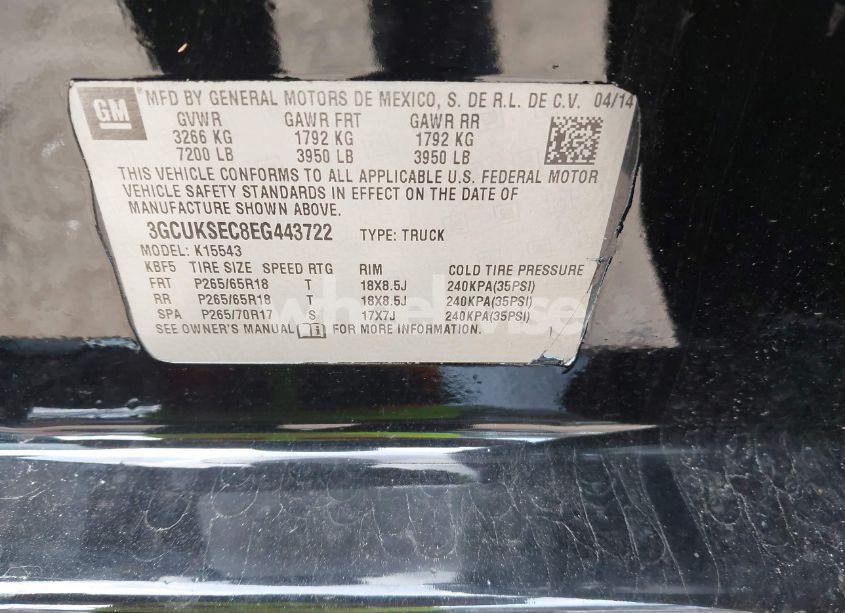 GM MFD BY GENERAL MOTORS DE MEXICO, S. DE R.L. DE C.V. 04/14
GVWR GAWR FRT GAWR RR
3266 KG 1792 KG 1792 KG
7200 LB 3950 LB 3950 LB
THIS VEHICLE CONFORMS TO ALL APPLICABLE U.S. FEDERAL MOTOR
VEHICLE SAFETY STANDARDS IN EFFECT ON THE DATE OF
MANUFACTURE SHOWN ABOVE.
3GCUKSEC8EG443722 TYPE: TRUCK
MODEL: K15543
KBF5 TIRE SIZE SPEED RTG RIM COLD TIRE PRESSURE
FRT P265/65R18 T 18X8.5J 240KPA(35PSI)
RR P265/65R18 T 18X8.5J 240KPA(35PSI)
SPA P265/70R17 S 17X7J 240KPA(35PSI)
SEE OWNER'S MANUAL FOR MORE INFORMATION.